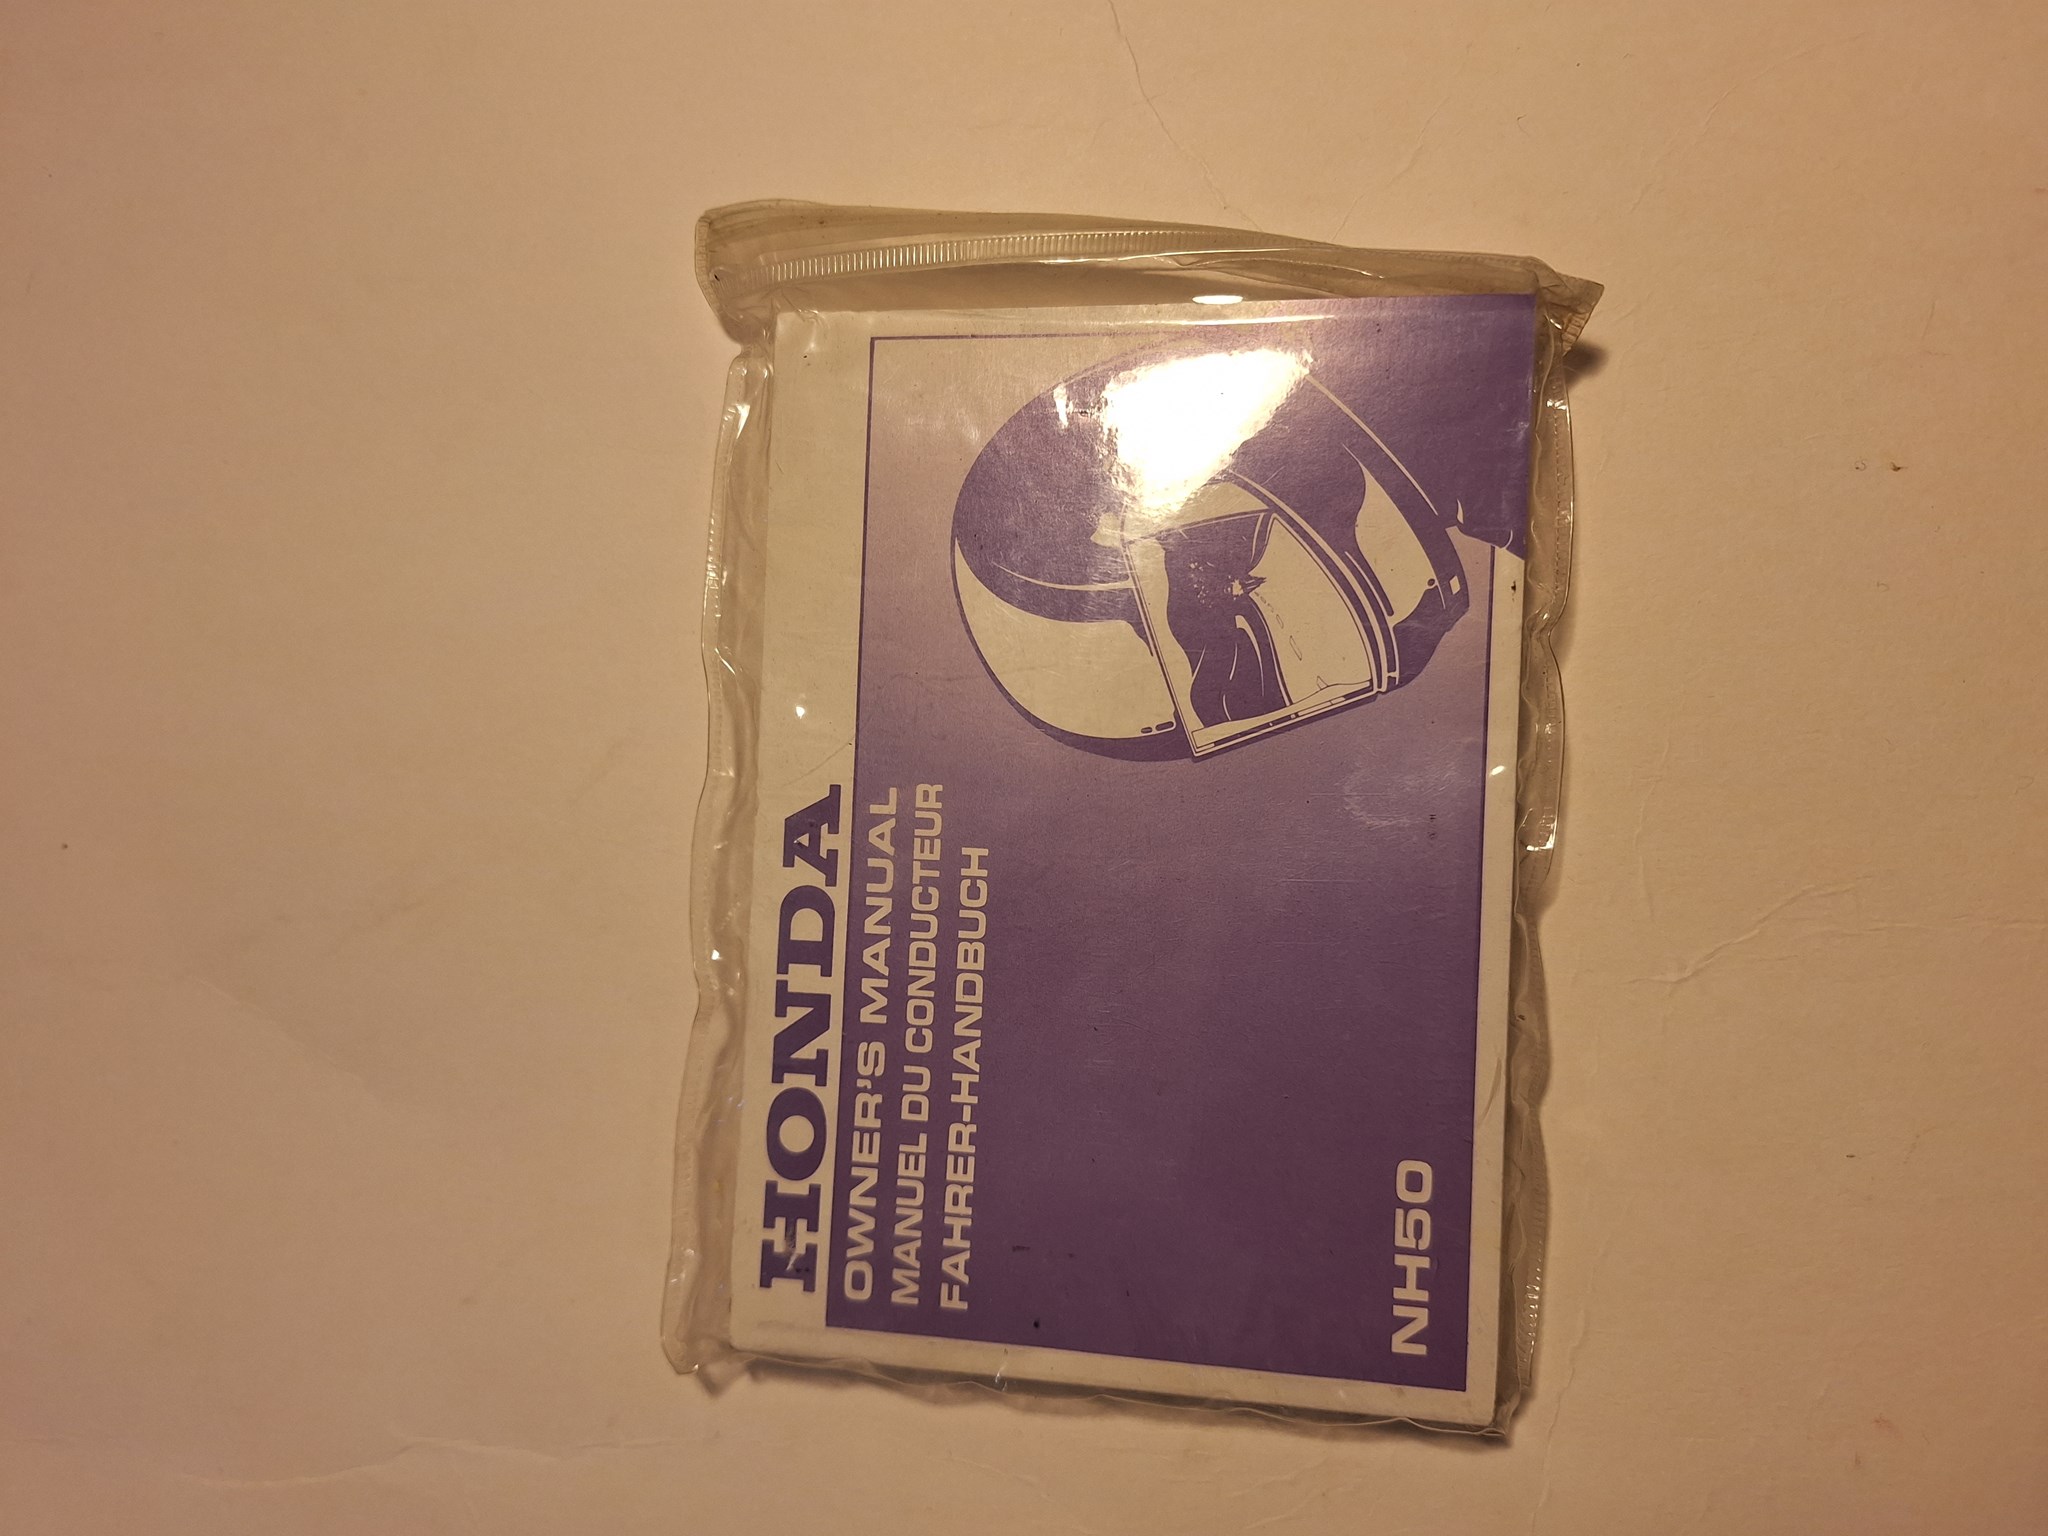 HONDA
OWNER'S MANUAL
MANUEL DU CONDUCTEUR
FAHRER-HANDBUCH
NH50